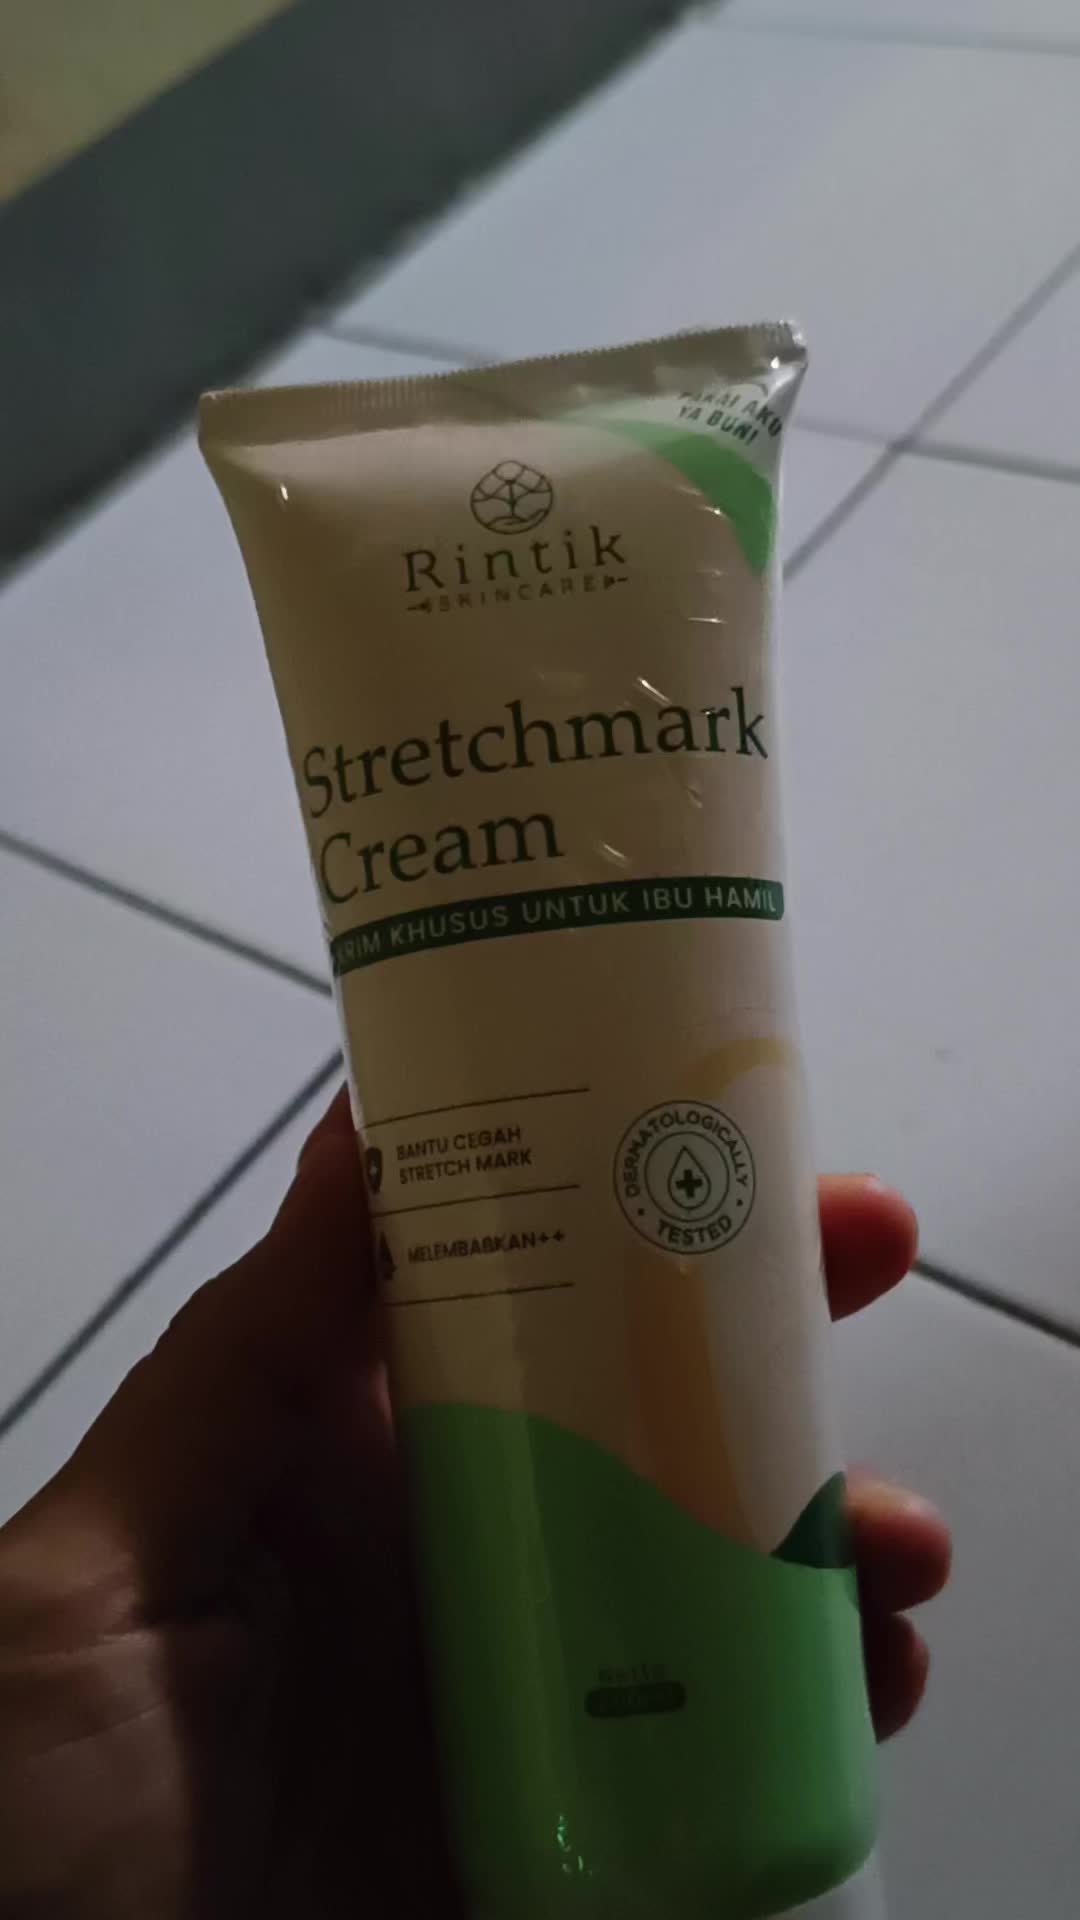 PAKAI AKU
YA BUN!
Rintik
SKINCARE
Stretchmark
Cream
KRIM KHUSUS UNTUK IBU HAMIL
BANTU CEGAH
STRETCH MARK
MELEMBABKAN++
DERMATOLOGICALLY
TESTED
Netto